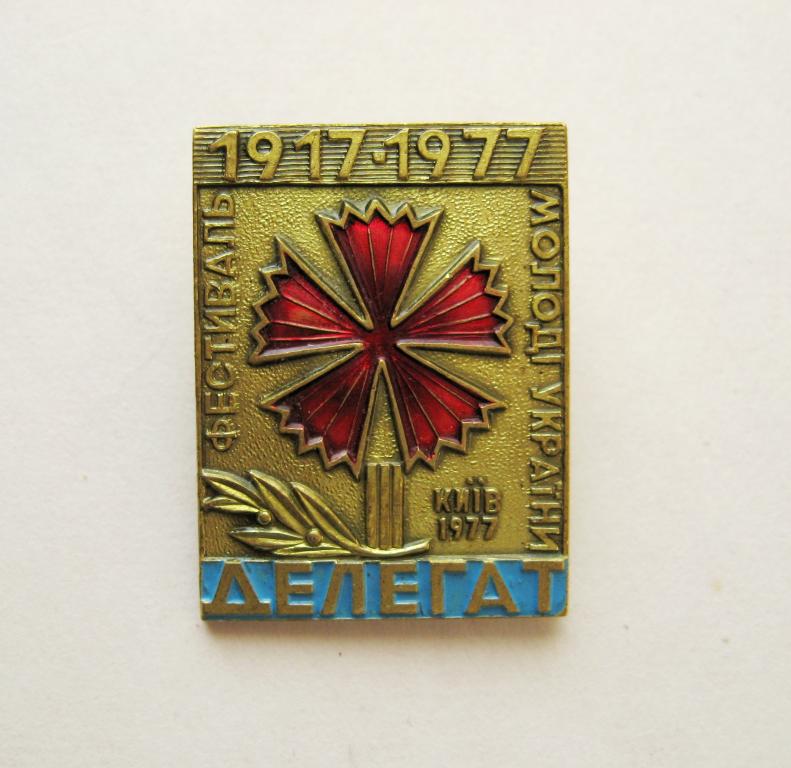 1917·1977
ФЕСТИВАЛЬ
МОЛОДІ УКРАЇНИ
КИЇВ
1977
ДЕЛЕГАТ